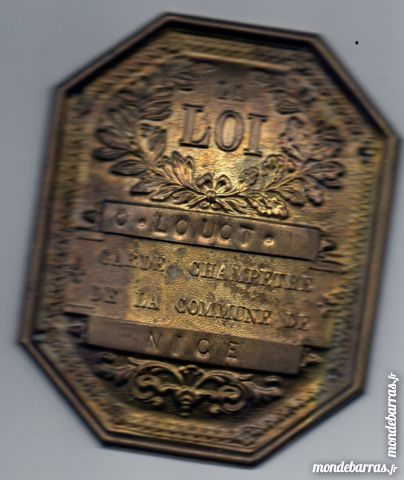 LA
LOI
• LOUOT •
GARDE CHAMPETRE
DE LA COMMUNE DE
NICE
mondebarras.fr
mondebarras.fr